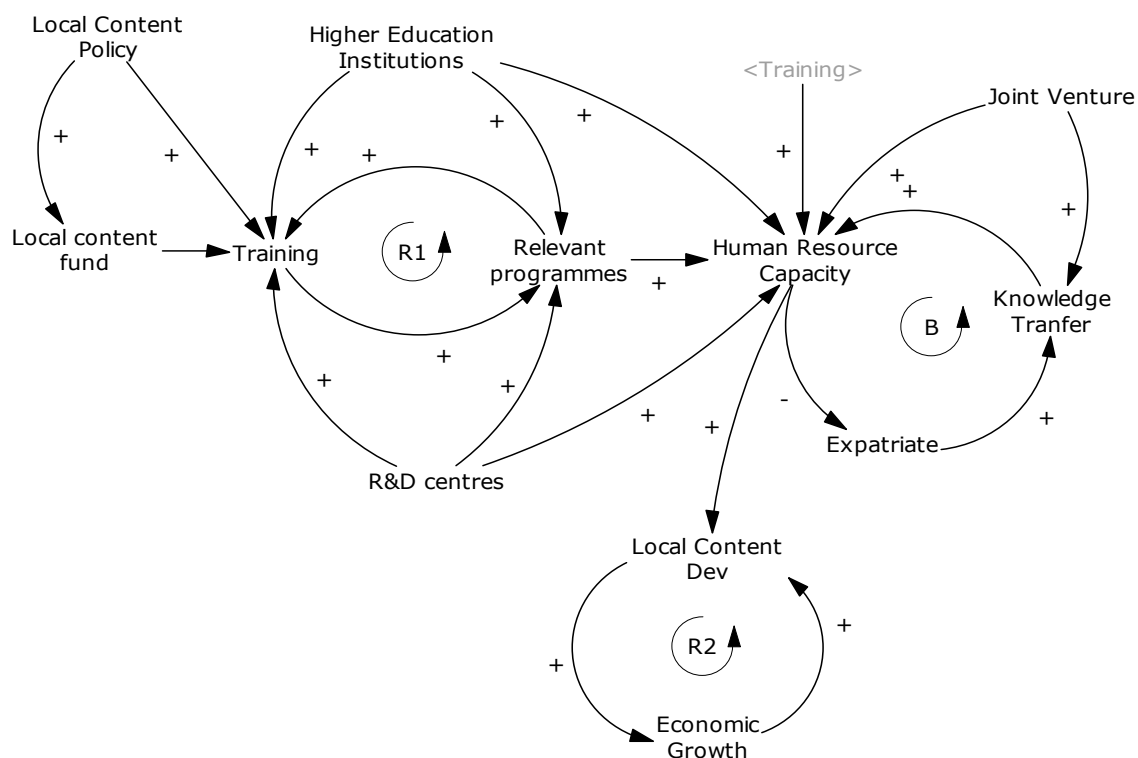 Local Content
Policy
Higher Education
Institutions
<Training>
Joint Venture
+
+
+
+
+
+
+
+
+
+
+
Local content
fund
Training
R1
Relevant
programmes
+
Human Resource
Capacity
B
Knowledge
Tranfer
+
+
+
+
+
-
+
Expatriate
R&D centres
Local Content
Dev
R2
+
+
Economic
Growth